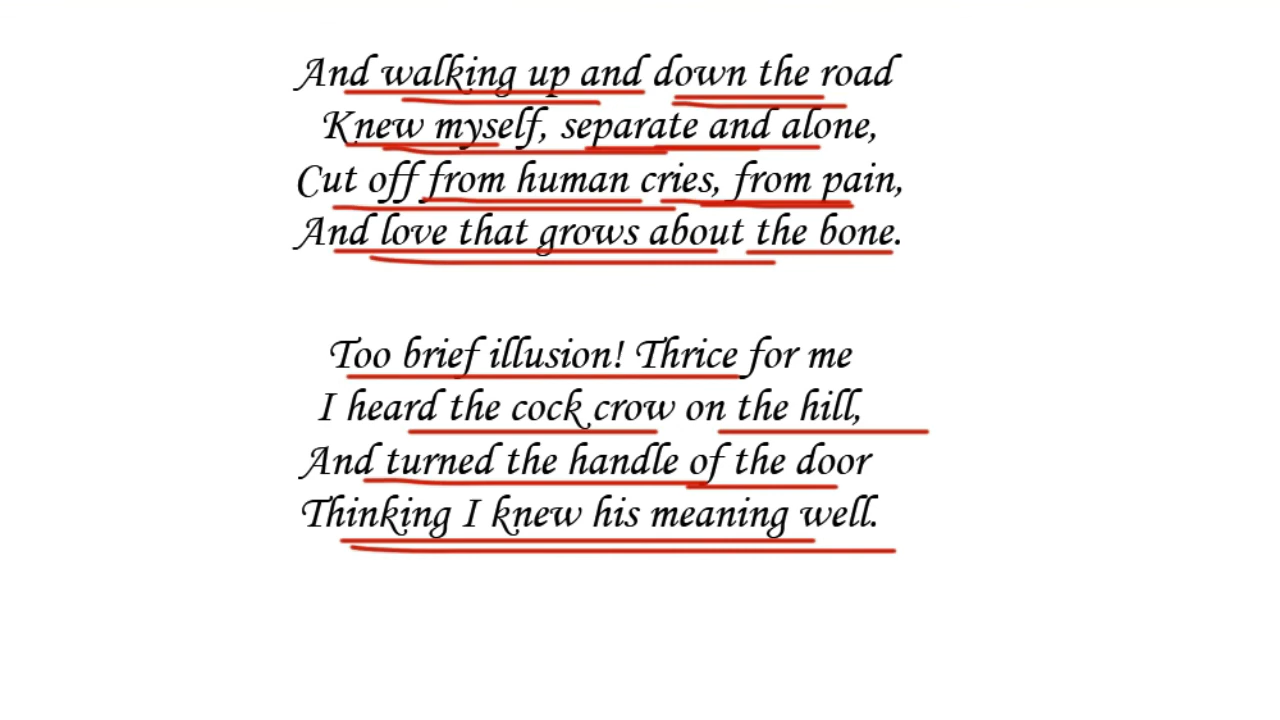 And walking up and down the road
Knew myself, separate and alone,
Cut off from human cries, from pain,
And love that grows about the bone.
Too brief illusion! Thrice for me
I heard the cock crow on the hill,
And turned the handle of the door
Thinking I knew his meaning well.